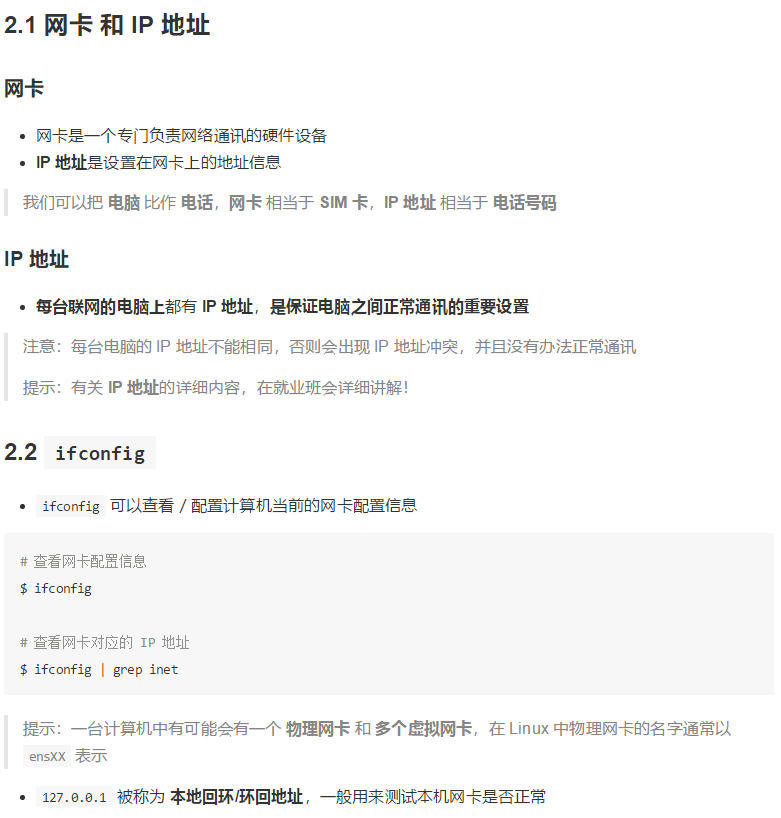 2.1 网卡 和 IP 地址
网卡
• 网卡是一个专门负责网络通讯的硬件设备
• IP 地址是设置在网卡上的地址信息
我们可以把 电脑 比作 电话，网卡 相当于 SIM 卡，IP 地址 相当于 电话号码
IP 地址
• 每台联网的电脑上都有 IP 地址，是保证电脑之间正常通讯的重要设置
注意：每台电脑的 IP 地址不能相同，否则会出现 IP 地址冲突，并且没有办法正常通讯
提示：有关 IP 地址的详细内容，在就业班会详细讲解！
2.2 ifconfig
• ifconfig 可以查看 / 配置计算机当前的网卡配置信息
# 查看网卡配置信息
$ ifconfig
# 查看网卡对应的 IP 地址
$ ifconfig | grep inet
提示：一台计算机中有可能会有一个 物理网卡 和 多个虚拟网卡，在 Linux 中物理网卡的名字通常以
ensXX 表示
• 127.0.0.1 被称为 本地回环/环回地址，一般用来测试本机网卡是否正常